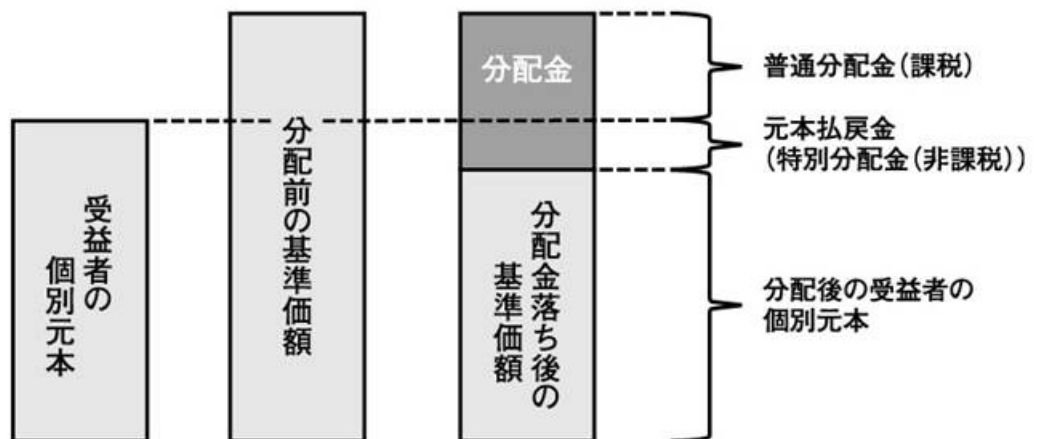 受益者の
個別元本
分配前の基準価額
分配金
分配金落ち後の
基準価額
普通分配金(課税)
元本払戻金
(特別分配金(非課税))
分配後の受益者の
個別元本